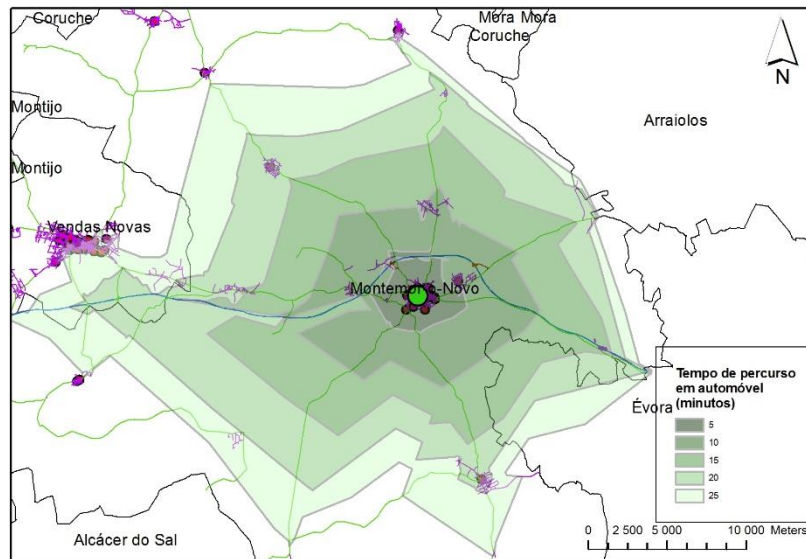 Coruche
Mora Mora
Coruche
N
Montijo
Arraiolos
Montijo
Vendas Novas
Montemor-o-Novo
Tempo de percurso
em automóvel
(minutos)
Évora
5
10
15
20
25
Alcácer do Sal
0 2 500 5 000 10 000 Meters